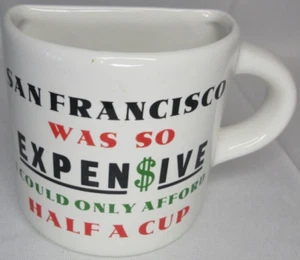 SAN FRANCISCO
WAS SO
EXPEN$IVE
I COULD ONLY AFFORD
HALF A CUP